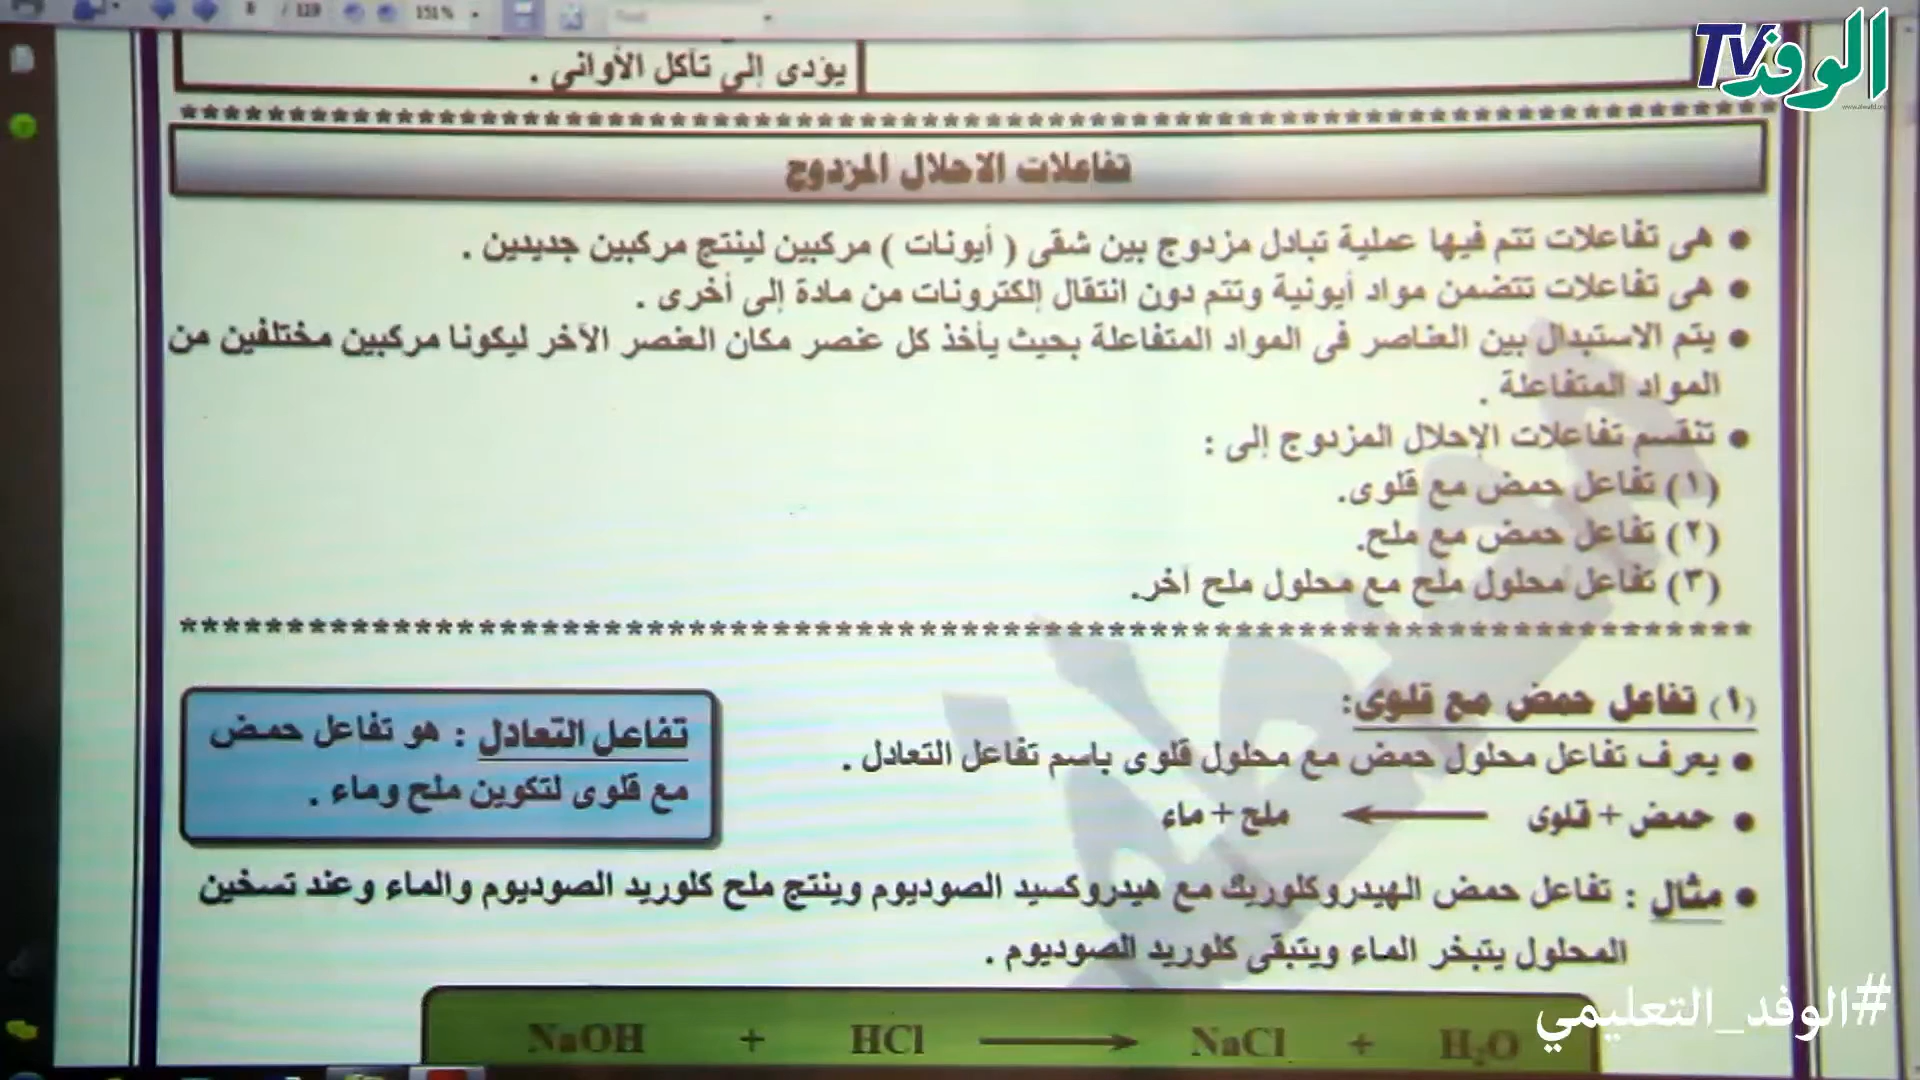 8 / 119 151%
الوفد TV
يؤدى إلى تآكل الأوانى .
************************************************************
تفاعلات الاحلال المزدوج
● هى تفاعلات تتم فيها عملية تبادل مزدوج بين شقى ( أيونات ) مركبين لينتج مركبين جديدين .
● هى تفاعلات تتضمن مواد أيونية وتتم دون انتقال إلكترونات من مادة إلى أخرى .
● يتم الاستبدال بين العناصر فى المواد المتفاعلة بحيث يأخذ كل عنصر مكان العنصر الآخر ليكونا مركبين مختلفين من
المواد المتفاعلة .
● تنقسم تفاعلات الإحلال المزدوج إلى :
(١) تفاعل حمض مع قلوى.
(٢) تفاعل حمض مع ملح.
(٣) تفاعل محلول ملح مع محلول ملح آخر.
************************************************************
(١) تفاعل حمض مع قلوى:
● يعرف تفاعل محلول حمض مع محلول قلوى باسم تفاعل التعادل .
● حمض + قلوى ← ملح + ماء
تفاعل التعادل : هو تفاعل حمض
مع قلوى لتكوين ملح وماء .
● مثال : تفاعل حمض الهيدروكلوريك مع هيدروكسيد الصوديوم وينتج ملح كلوريد الصوديوم والماء وعند تسخين
المحلول يتبخر الماء ويتبقى كلوريد الصوديوم .
NaOH + HCl → NaCl + H₂O
#الوفد_التعليمي